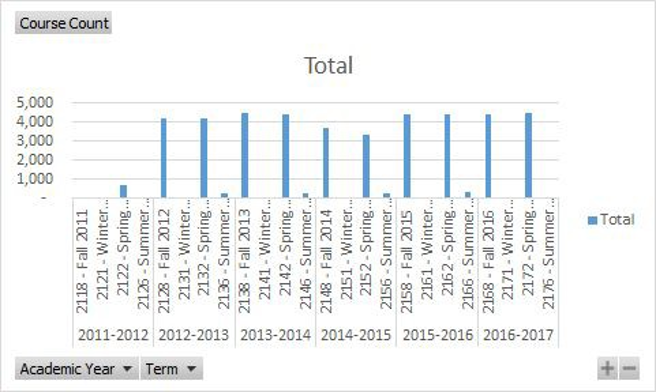 Course Count
Total
5,000
4,000
3,000
2,000
1,000
-
2118 - Fall 2011
2121 - Winter...
2122 - Spring...
2126 - Summer...
2128 - Fall 2012
2131 - Winter...
2132 - Spring...
2136 - Summer...
2138 - Fall 2013
2141 - Winter...
2142 - Spring...
2146 - Summer...
2148 - Fall 2014
2151 - Winter...
2152 - Spring...
2156 - Summer...
2158 - Fall 2015
2161 - Winter...
2162 - Spring...
2166 - Summer...
2168 - Fall 2016
2171 - Winter...
2172 - Spring...
2176 - Summer...
2011-2012 2012-2013 2013-2014 2014-2015 2015-2016 2016-2017
Total
Academic Year Term